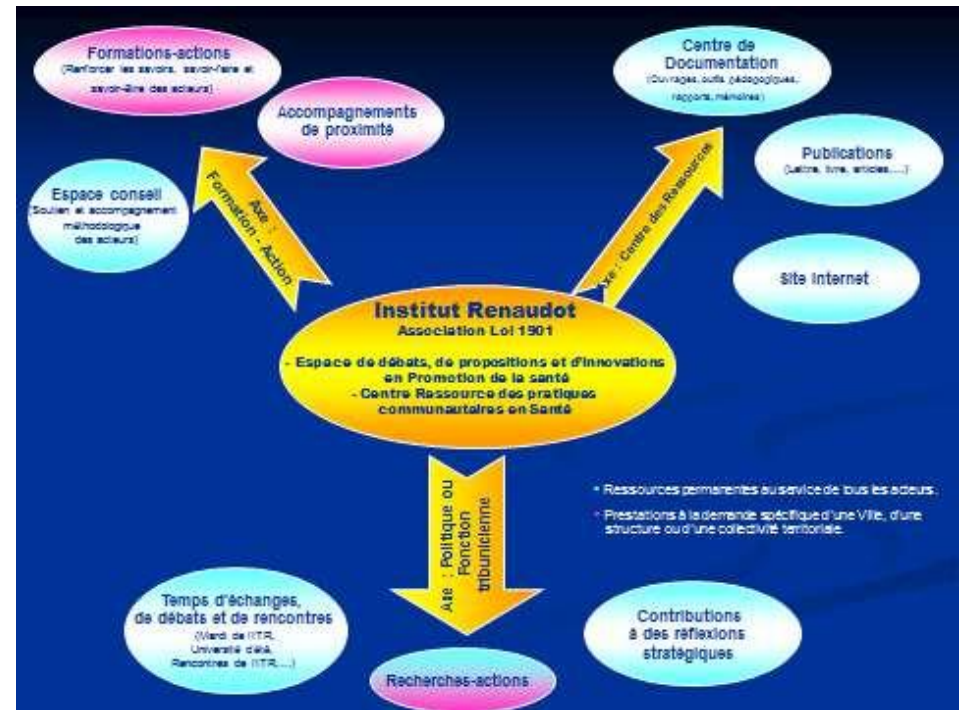 Formations-actions
(Renforcer les savoirs, savoir-faire et
savoir-être des acteurs)
Accompagnements
de proximité
Espace conseil
(Soutien et accompagnement
méthodologique
des acteurs)
Axe :
Formation - Action
Centre de
Documentation
(Ouvrages, outils pédagogiques,
rapports, mémoires)
Publications
(Lettre, livre, articles,...)
Site Internet
Axe : Centre des Ressources
Institut Renaudot
Association Loi 1901
- Espace de débats, de propositions et d'innovations
en Promotion de la santé
- Centre Ressource des pratiques
communautaires en Santé
Axe : Politique ou
Fonction
tribunicienne
• Ressources permanentes au service de tous les acteurs.
• Prestations à la demande spécifique d'une Ville, d'une
structure ou d'une collectivité territoriale.
Temps d'échanges,
de débats et de rencontres
(Mardi de l'ITR,
Université d'été,
Rencontres de l'ITR,...)
Recherches-actions
Contributions
à des réflexions
stratégiques